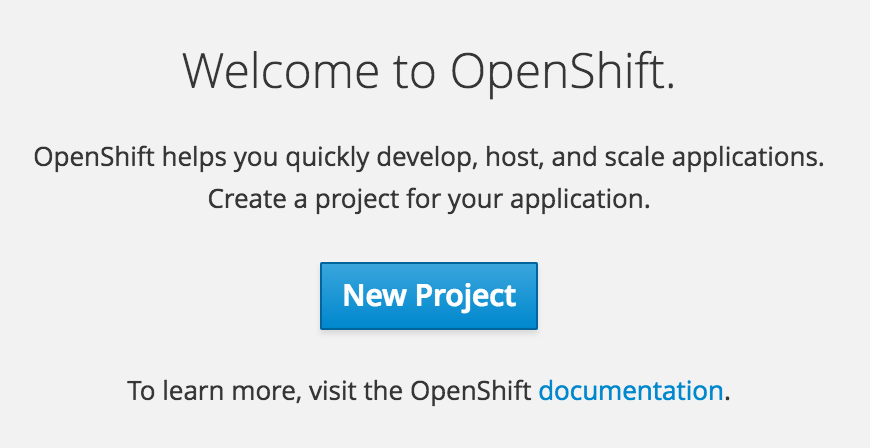 Welcome to OpenShift.
OpenShift helps you quickly develop, host, and scale applications.
Create a project for your application.
New Project
To learn more, visit the OpenShift documentation.